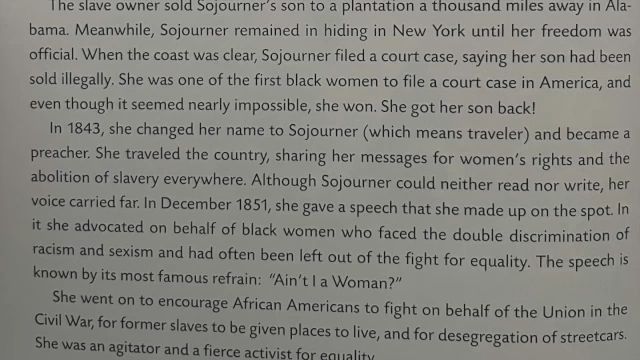 The slave owner sold Sojourner's son to a plantation a thousand miles away in Ala-
bama. Meanwhile, Sojourner remained in hiding in New York until her freedom was
official. When the coast was clear, Sojourner filed a court case, saying her son had been
sold illegally. She was one of the first black women to file a court case in America, and
even though it seemed nearly impossible, she won. She got her son back!
In 1843, she changed her name to Sojourner (which means traveler) and became a
preacher. She traveled the country, sharing her messages for women's rights and the
abolition of slavery everywhere. Although Sojourner could neither read nor write, her
voice carried far. In December 1851, she gave a speech that she made up on the spot. In
it she advocated on behalf of black women who faced the double discrimination of
racism and sexism and had often been left out of the fight for equality. The speech is
known by its most famous refrain: "Ain't I a Woman?"
She went on to encourage African Americans to fight on behalf of the Union in the
Civil War, for former slaves to be given places to live, and for desegregation of streetcars.
She was an agitator and a fierce activist for equality.